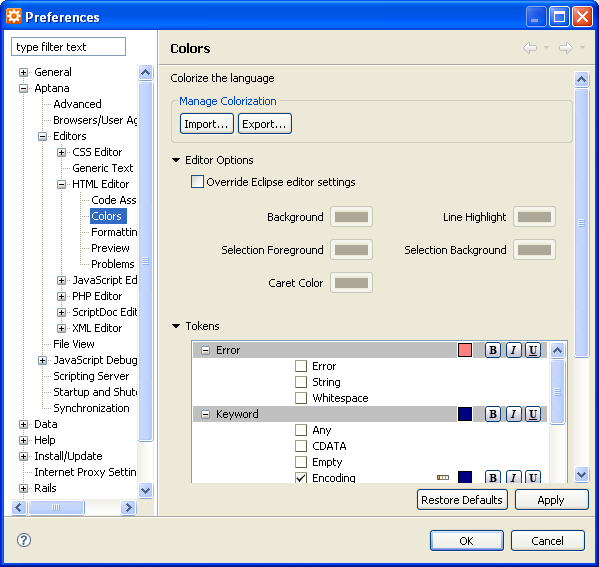 Preferences
type filter text
General
Aptana
Advanced
Browsers/User Ag
Editors
CSS Editor
Generic Text
HTML Editor
Code Ass
Colors
Formattin
Preview
Problems
JavaScript Ed
PHP Editor
ScriptDoc Edit
XML Editor
File View
JavaScript Debug
Scripting Server
Startup and Shut
Synchronization
Data
Help
Install/Update
Internet Proxy Settin
Rails
Colors
Colorize the language
Manage Colorization
Import... Export...
Editor Options
Override Eclipse editor settings
Background Line Highlight
Selection Foreground Selection Background
Caret Color
Tokens
Error B I U
Error
String
Whitespace
Keyword B I U
Any
CDATA
Empty
Encoding B I U
Restore Defaults Apply
? OK Cancel